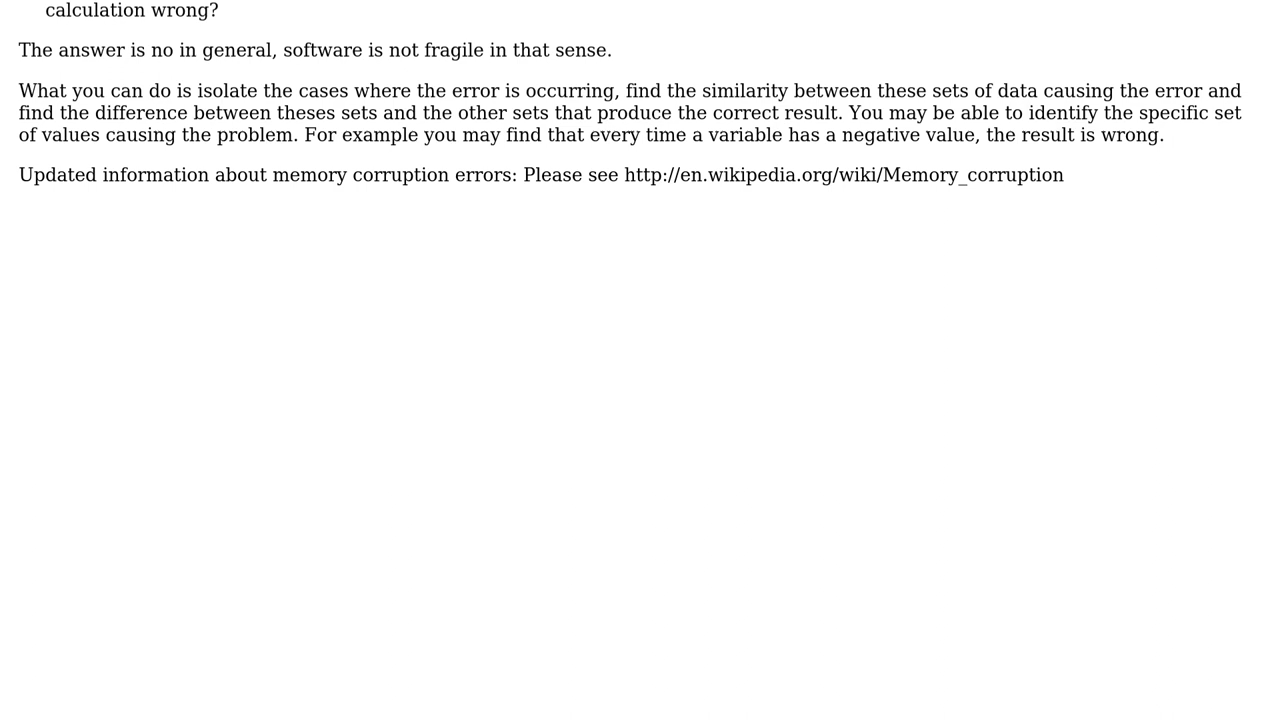 calculation wrong?
The answer is no in general, software is not fragile in that sense.
What you can do is isolate the cases where the error is occurring, find the similarity between these sets of data causing the error and
find the difference between theses sets and the other sets that produce the correct result. You may be able to identify the specific set
of values causing the problem. For example you may find that every time a variable has a negative value, the result is wrong.
Updated information about memory corruption errors: Please see http://en.wikipedia.org/wiki/Memory_corruption